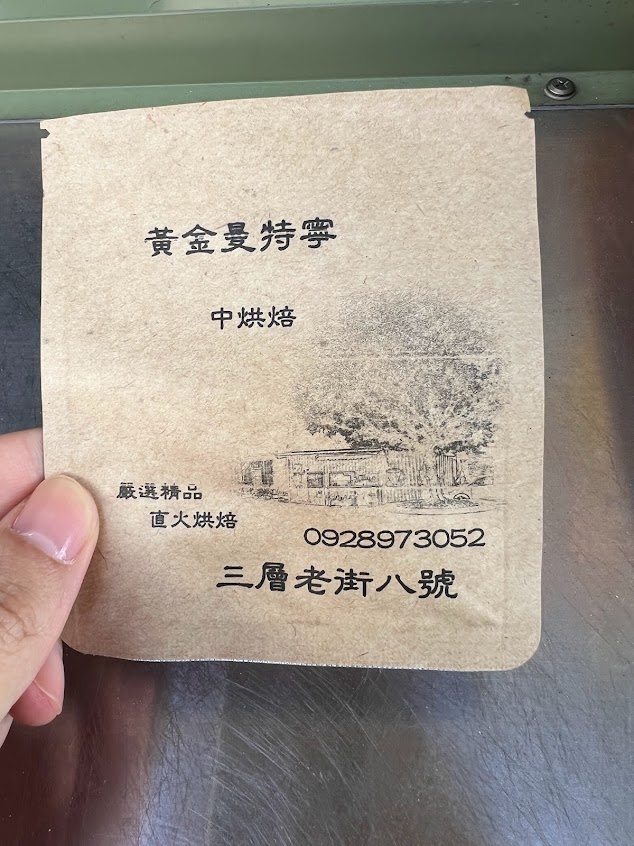 黃金曼特寧
中烘焙
嚴選精品
直火烘焙
0928973052
三層老街八號